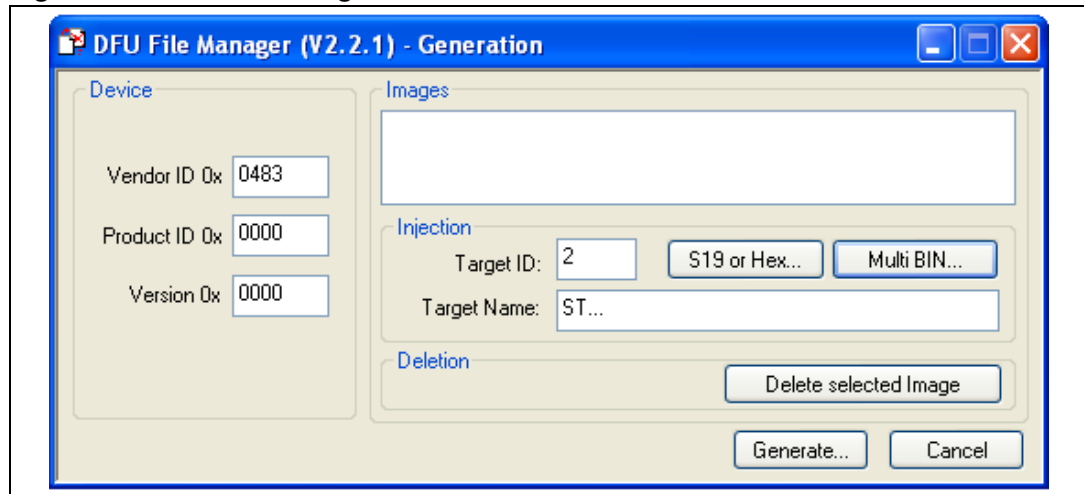 DFU File Manager (V2.2.1) - Generation
Device
Vendor ID 0x 0483
Product ID 0x 0000
Version 0x 0000
Images
Injection
Target ID: 2 S19 or Hex... Multi BIN...
Target Name: ST...
Deletion
Delete selected Image
Generate... Cancel